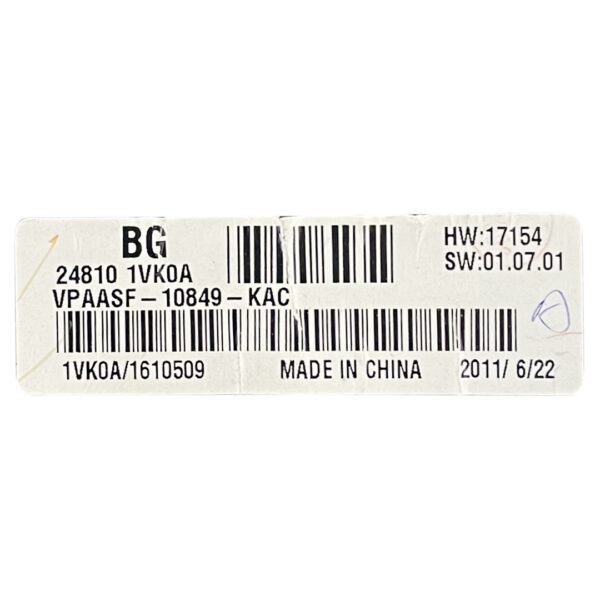 BG
24810 1VK0A
HW:17154
SW:01.07.01
VPAASF-10849-KAC
1VK0A/1610509 MADE IN CHINA 2011/ 6/22